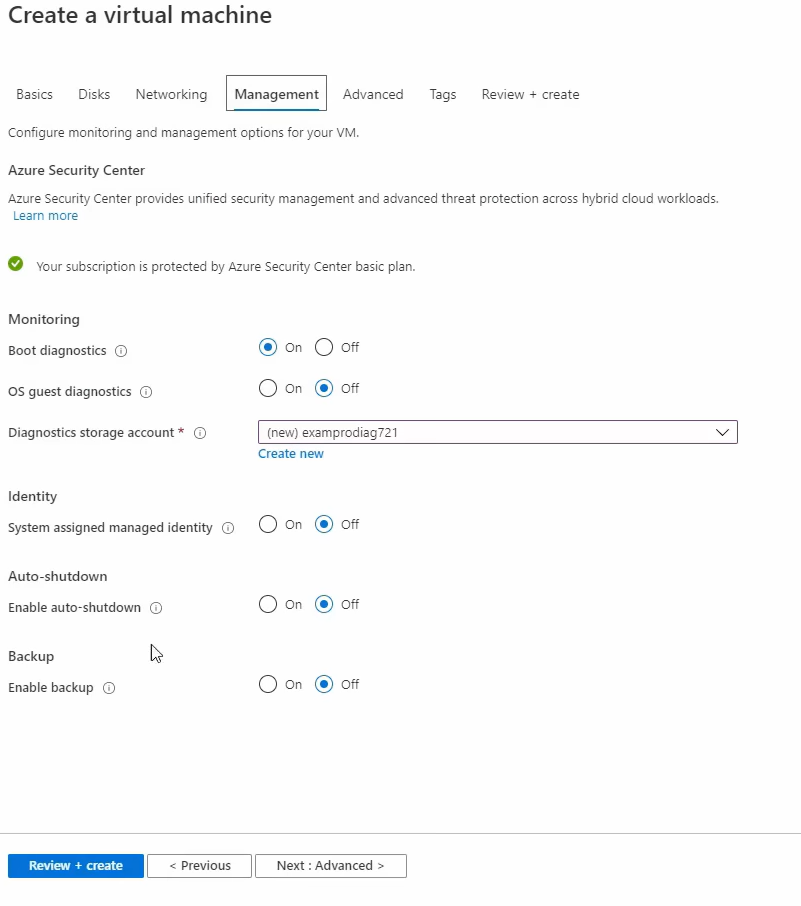 Create a virtual machine
Basics Disks Networking Management Advanced Tags Review + create
Configure monitoring and management options for your VM.
Azure Security Center
Azure Security Center provides unified security management and advanced threat protection across hybrid cloud workloads.
Learn more
Your subscription is protected by Azure Security Center basic plan.
Monitoring
Boot diagnostics On Off
OS guest diagnostics On Off
Diagnostics storage account * (new) examprodiag721
Create new
Identity
System assigned managed identity On Off
Auto-shutdown
Enable auto-shutdown On Off
Backup
Enable backup On Off
Review + create < Previous Next : Advanced >